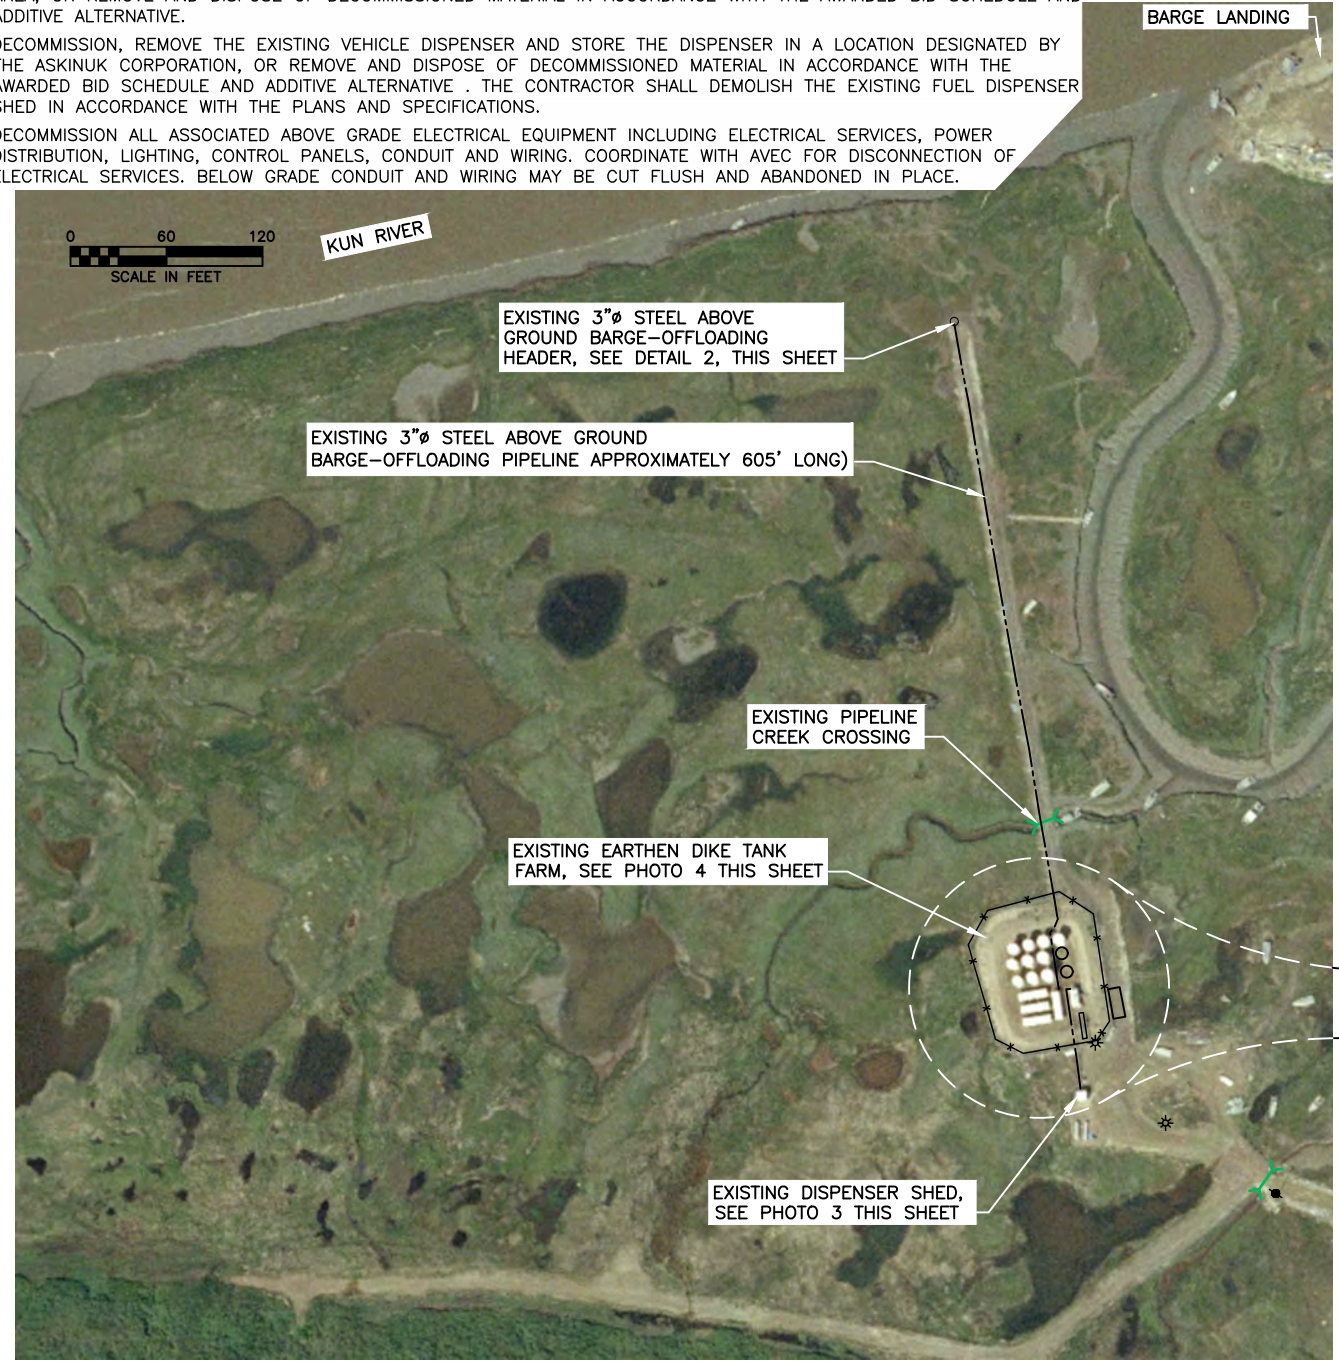 ADDITIVE ALTERNATIVE.
DECOMMISSION, REMOVE THE EXISTING VEHICLE DISPENSER AND STORE THE DISPENSER IN A LOCATION DESIGNATED BY
THE ASKINUK CORPORATION, OR REMOVE AND DISPOSE OF DECOMMISSIONED MATERIAL IN ACCORDANCE WITH THE
AWARDED BID SCHEDULE AND ADDITIVE ALTERNATIVE . THE CONTRACTOR SHALL DEMOLISH THE EXISTING FUEL DISPENSER
SHED IN ACCORDANCE WITH THE PLANS AND SPECIFICATIONS.
DECOMMISSION ALL ASSOCIATED ABOVE GRADE ELECTRICAL EQUIPMENT INCLUDING ELECTRICAL SERVICES, POWER
DISTRIBUTION, LIGHTING, CONTROL PANELS, CONDUIT AND WIRING. COORDINATE WITH AVEC FOR DISCONNECTION OF
ELECTRICAL SERVICES. BELOW GRADE CONDUIT AND WIRING MAY BE CUT FLUSH AND ABANDONED IN PLACE.
BARGE LANDING
0 60 120
SCALE IN FEET
KUN RIVER
EXISTING 3"ø STEEL ABOVE
GROUND BARGE-OFFLOADING
HEADER, SEE DETAIL 2, THIS SHEET
EXISTING 3"ø STEEL ABOVE GROUND
BARGE-OFFLOADING PIPELINE APPROXIMATELY 605' LONG)
EXISTING PIPELINE
CREEK CROSSING
EXISTING EARTHEN DIKE TANK
FARM, SEE PHOTO 4 THIS SHEET
EXISTING DISPENSER SHED,
SEE PHOTO 3 THIS SHEET